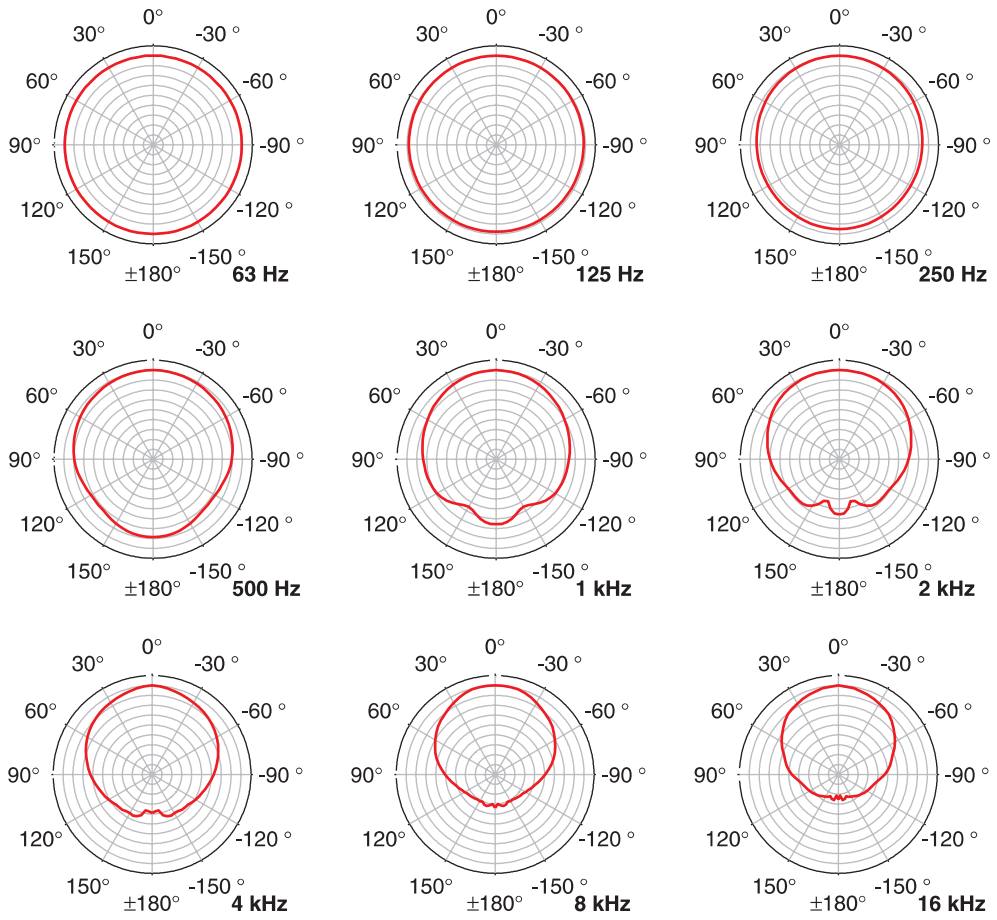 0° 0° 0°
30° -30 ° 30° -30 ° 30° -30 °
60° -60 ° 60° -60 ° 60° -60 °
90° -90 ° 90° -90 ° 90° -90 °
120° -120 ° 120° -120 ° 120° -120 °
150° -150 ° 150° -150 ° 150° -150 °
±180° 63 Hz ±180° 125 Hz ±180° 250 Hz
0° 0° 0°
30° -30 ° 30° -30 ° 30° -30 °
60° -60 ° 60° -60 ° 60° -60 °
90° -90 ° 90° -90 ° 90° -90 °
120° -120 ° 120° -120 ° 120° -120 °
150° -150 ° 150° -150 ° 150° -150 °
±180° 500 Hz ±180° 1 kHz ±180° 2 kHz
0° 0° 0°
30° -30 ° 30° -30 ° 30° -30 °
60° -60 ° 60° -60 ° 60° -60 °
90° -90 ° 90° -90 ° 90° -90 °
120° -120 ° 120° -120 ° 120° -120 °
150° -150 ° 150° -150 ° 150° -150 °
±180° 4 kHz ±180° 8 kHz ±180° 16 kHz